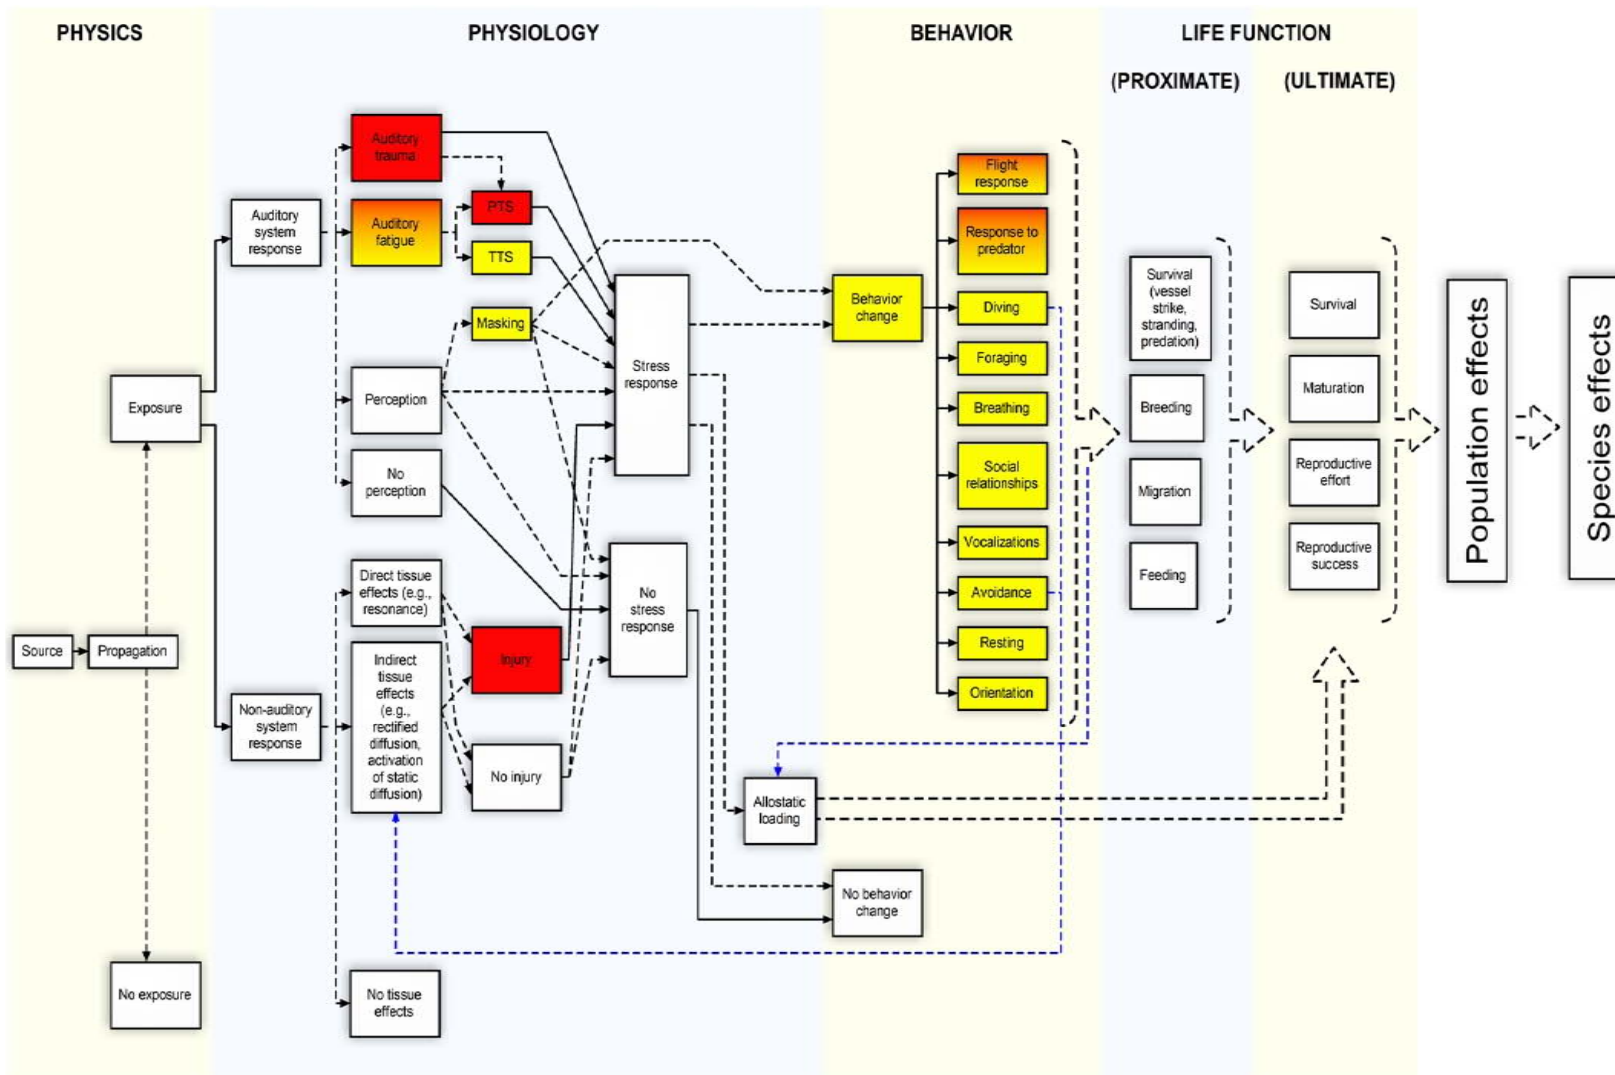 PHYSICS
PHYSIOLOGY
BEHAVIOR
LIFE FUNCTION
(PROXIMATE)
(ULTIMATE)
Source
Propagation
Exposure
No exposure
Auditory
system
response
Non-auditory
system
response
Auditory
trauma
Auditory
fatigue
PTS
TTS
Masking
Perception
No
perception
Direct tissue
effects (e.g.,
resonance)
Indirect
tissue
effects
(e.g.,
rectified
diffusion,
activation
of static
diffusion)
No tissue
effects
Injury
No injury
Stress
response
No
stress
response
Allostatic
loading
Behavior
change
No behavior
change
Flight
response
Response to
predator
Diving
Foraging
Breathing
Social
relationships
Vocalizations
Avoidance
Resting
Orientation
Survival
(vessel
strike,
stranding,
predation)
Breeding
Migration
Feeding
Survival
Maturation
Reproductive
effort
Reproductive
success
Population effects
Species effects